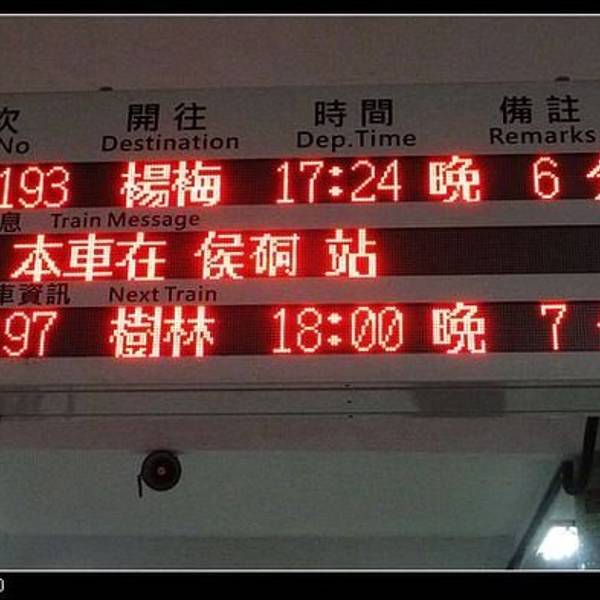 次 開往 時間 備註
No Destination Dep.Time Remarks
193 楊梅 17:24 晚 6 分
息 Train Message
本車在 侯硐 站
車資訊 Next Train
97 樹林 18:00 晚 7